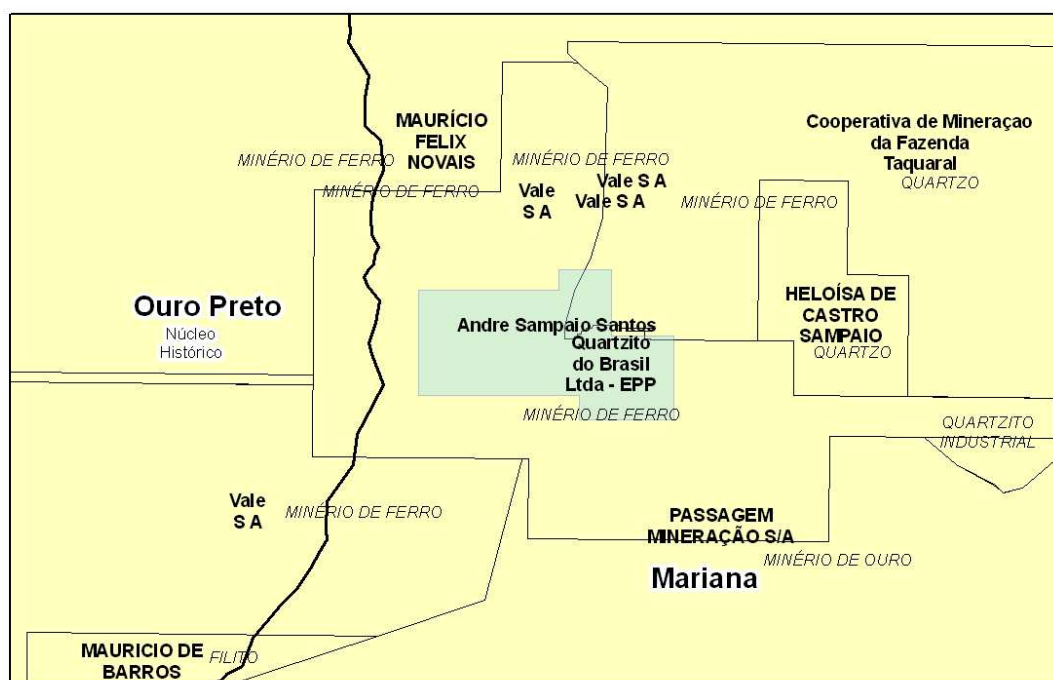 MAURÍCIO
FELIX
NOVAIS
Cooperativa de Mineraçao
da Fazenda
Taquaral
QUARTZO
MINÉRIO DE FERRO
MINÉRIO DE FERRO
MINÉRIO DE FERRO
Vale S A
Vale
S A
Vale S A
MINÉRIO DE FERRO
Ouro Preto
Núcleo
Histórico
HELOÍSA DE
CASTRO
SAMPAIO
QUARTZO
Andre Sampaio Santos
Quartzito
do Brasil
Ltda - EPP
MINÉRIO DE FERRO
QUARTZITO
INDUSTRIAL
Vale
S A
MINÉRIO DE FERRO
PASSAGEM
MINERAÇÃO S/A
MINÉRIO DE OURO
Mariana
MAURICIO DE
BARROS
FILITO